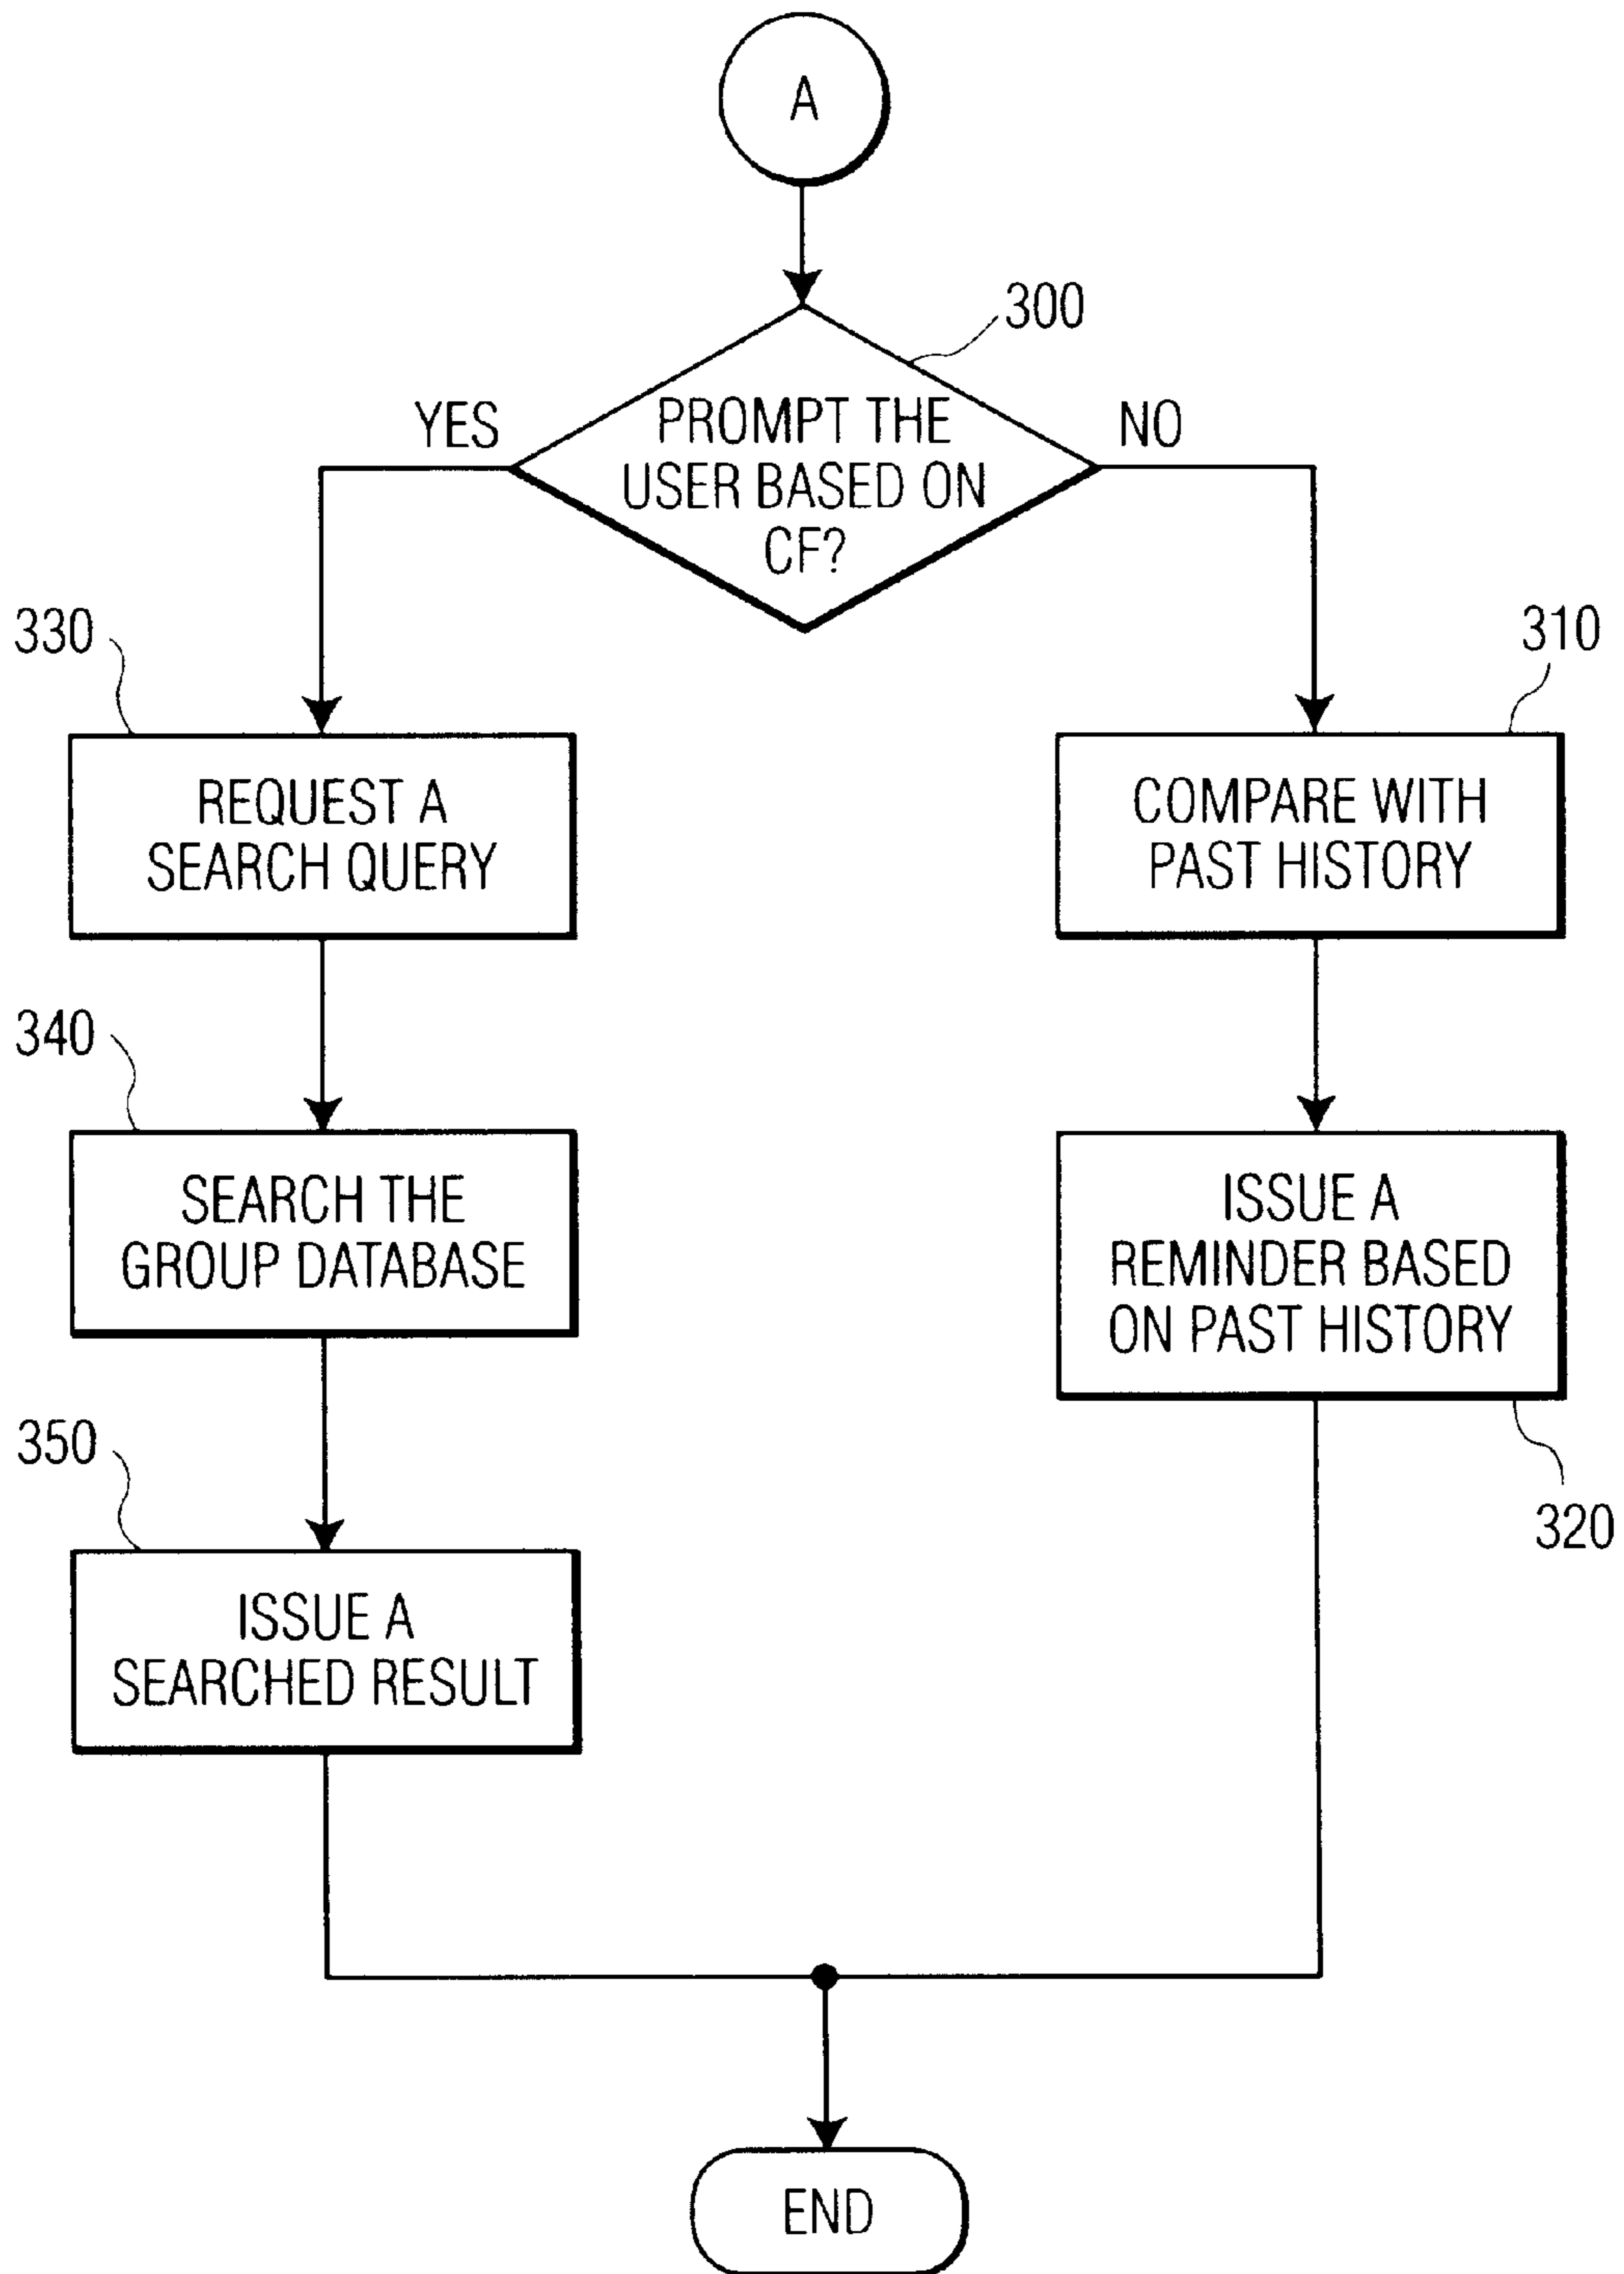 A
300
YES
PROMPT THE
USER BASED ON
CF?
NO
330
REQUEST A
SEARCH QUERY
310
COMPARE WITH
PAST HISTORY
340
SEARCH THE
GROUP DATABASE
ISSUE A
REMINDER BASED
ON PAST HISTORY
320
350
ISSUE A
SEARCHED RESULT
END